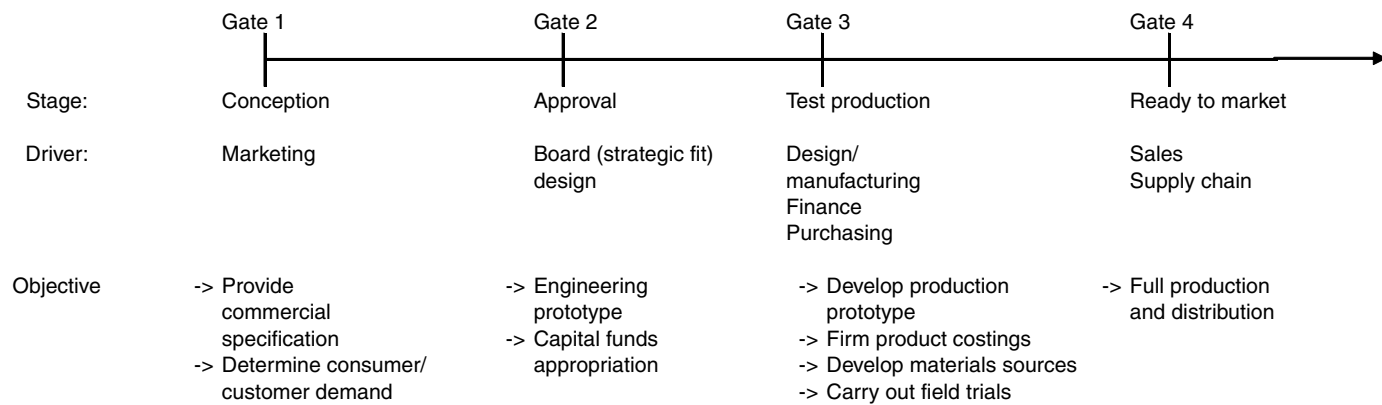 Gate 1 Gate 2 Gate 3 Gate 4
Stage: Conception Approval Test production Ready to market
Driver: Marketing Board (strategic fit) Design/ Sales
design manufacturing Supply chain
Finance
Purchasing
Objective -> Provide -> Engineering -> Develop production -> Full production
commercial prototype prototype and distribution
specification -> Capital funds -> Firm product costings
-> Determine consumer/ appropriation -> Develop materials sources
customer demand -> Carry out field trials